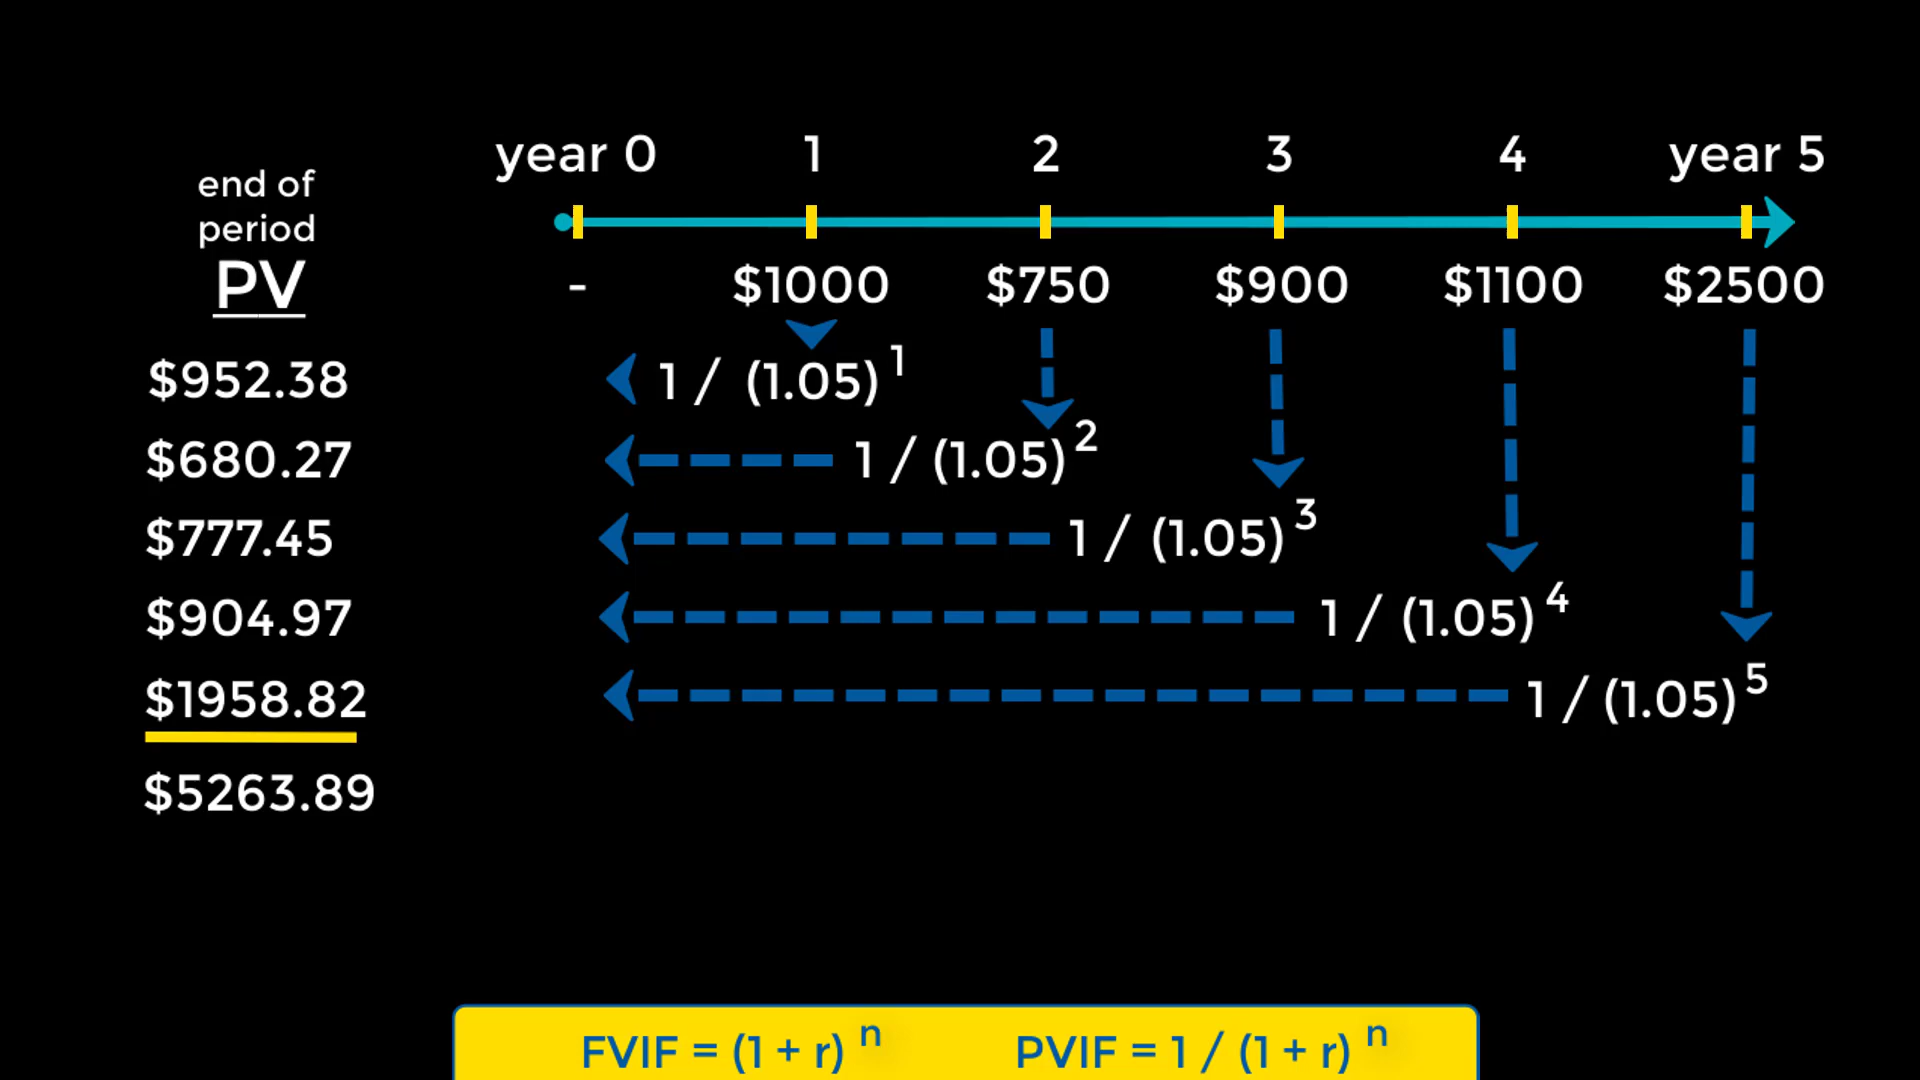 year 0 1 2 3 4 year 5
end of
period
PV
- $1000 $750 $900 $1100 $2500
$952.38 1 / (1.05)¹
$680.27 1 / (1.05)²
$777.45 1 / (1.05)³
$904.97 1 / (1.05)⁴
$1958.82 1 / (1.05)⁵
$5263.89
FVIF = (1 + r)ⁿ PVIF = 1 / (1 + r)ⁿ